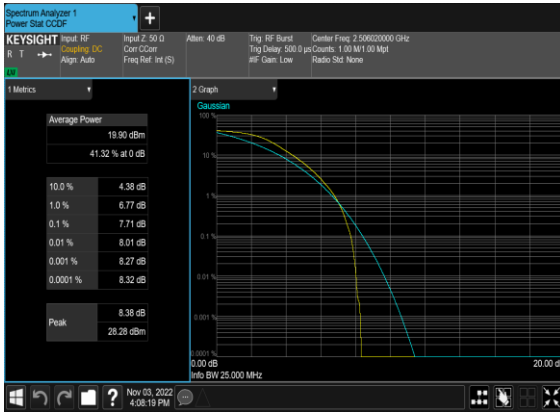 Spectrum Analyzer 1
Power Stat CCDF
KEYSIGHT
R T
LW
Input: RF
Coupling: DC
Align: Auto
Input Z: 50 Ω
Corr CCorr
Freq Ref: Int (S)
Atten: 40 dB
Trig: RF Burst
Trig Delay: 500.0 µs
#IF Gain: Low
Center Freq: 2.506020000 GHz
Counts: 1.00 M/1.00 Mpt
Radio Std: None
1 Metrics
Average Power
19.90 dBm
41.32 % at 0 dB
10.0 % 4.38 dB
1.0 % 6.77 dB
0.1 % 7.71 dB
0.01 % 8.01 dB
0.001 % 8.27 dB
0.0001 % 8.32 dB
Peak
8.38 dB
28.28 dBm
2 Graph
Gaussian
100 %
10 %
1 %
0.1 %
0.01 %
0.001 %
0.0001 %
0.00 dB
20.00 d
Info BW 25.000 MHz
Nov 03, 2022
4:08:19 PM